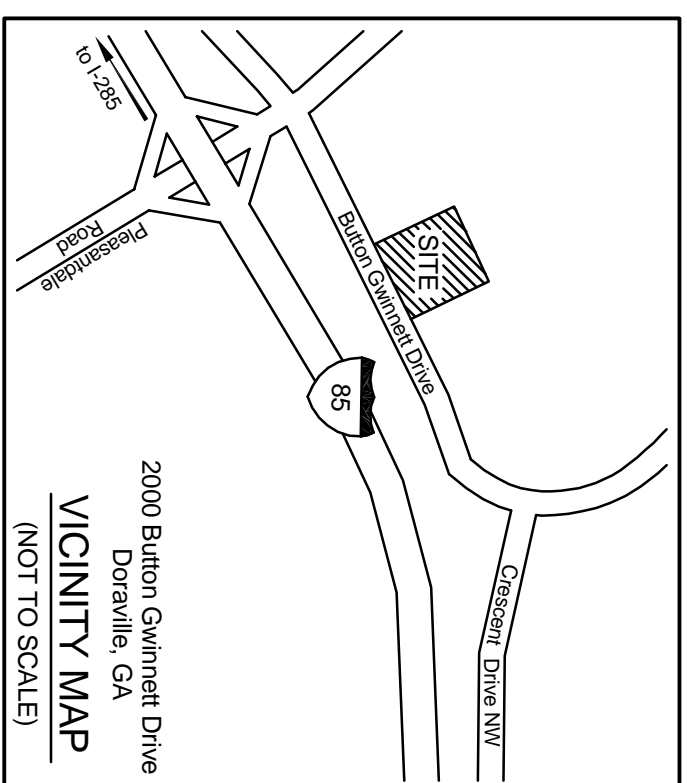 to I-285
Pleasantdale
Road
Button Gwinnett Drive
SITE
85
Crescent Drive NW
2000 Button Gwinnett Drive
Doraville, GA
VICINITY MAP
(NOT TO SCALE)